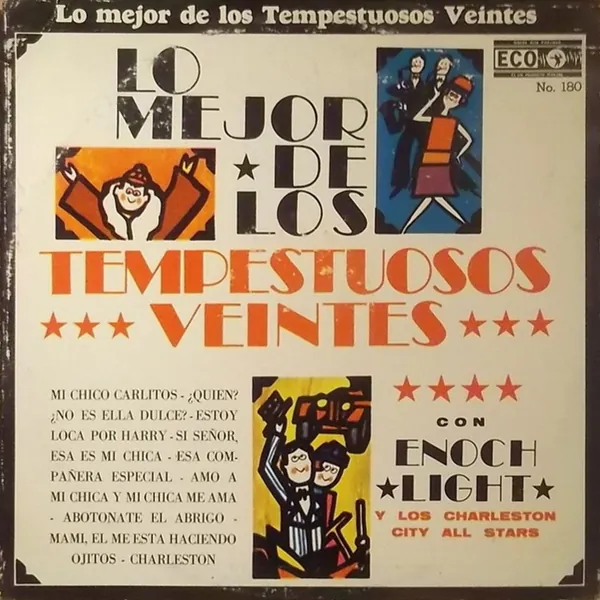 Lo mejor de los Tempestuosos Veintes
ECO
No. 180
LO
MEJOR
DE
LOS
TEMPESTUOSOS
VEINTES
MI CHICO CARLITOS - ¿QUIEN?
¿NO ES ELLA DULCE? - ESTOY
LOCA POR HARRY - SI SEÑOR,
ESA ES MI CHICA - ESA COM-
PAÑERA ESPECIAL - AMO A
MI CHICA Y MI CHICA ME AMA
- ABOTONATE EL ABRIGO -
MAMI, EL ME ESTA HACIENDO
OJITOS - CHARLESTON
CON
ENOCH
LIGHT
Y LOS CHARLESTON
CITY ALL STARS